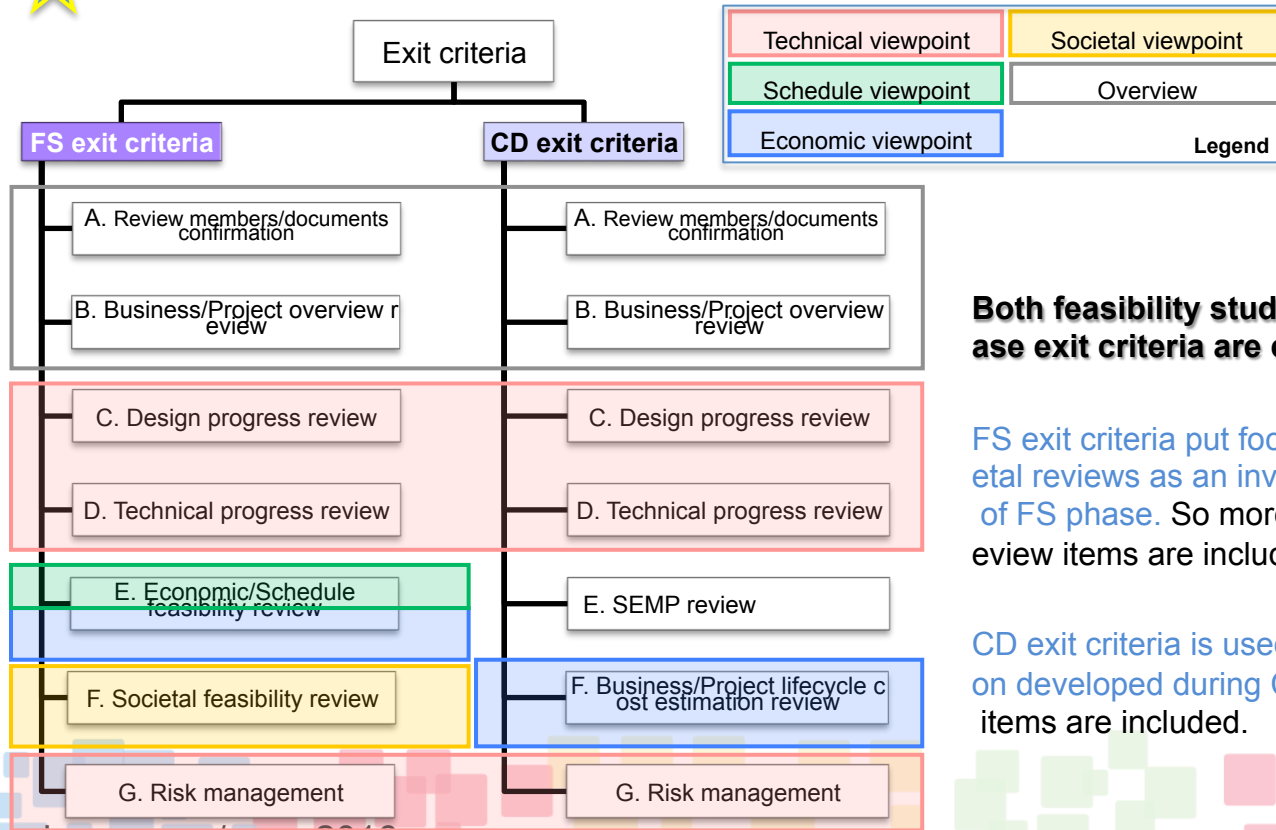 Exit criteria
Technical viewpoint
Societal viewpoint
Schedule viewpoint
Overview
Economic viewpoint
Legend
FS exit criteria
CD exit criteria
A. Review members/documents
confirmation
B. Business/Project overview r
eview
C. Design progress review
D. Technical progress review
E. Economic/Schedule
feasibility review
F. Societal feasibility review
G. Risk management
A. Review members/documents
confirmation
B. Business/Project overview
review
C. Design progress review
D. Technical progress review
E. SEMP review
F. Business/Project lifecycle c
ost estimation review
G. Risk management
Both feasibility stud
ase exit criteria are
FS exit criteria put foc
etal reviews as an inv
of FS phase. So more
eview items are includ
CD exit criteria is used
on developed during
items are included.